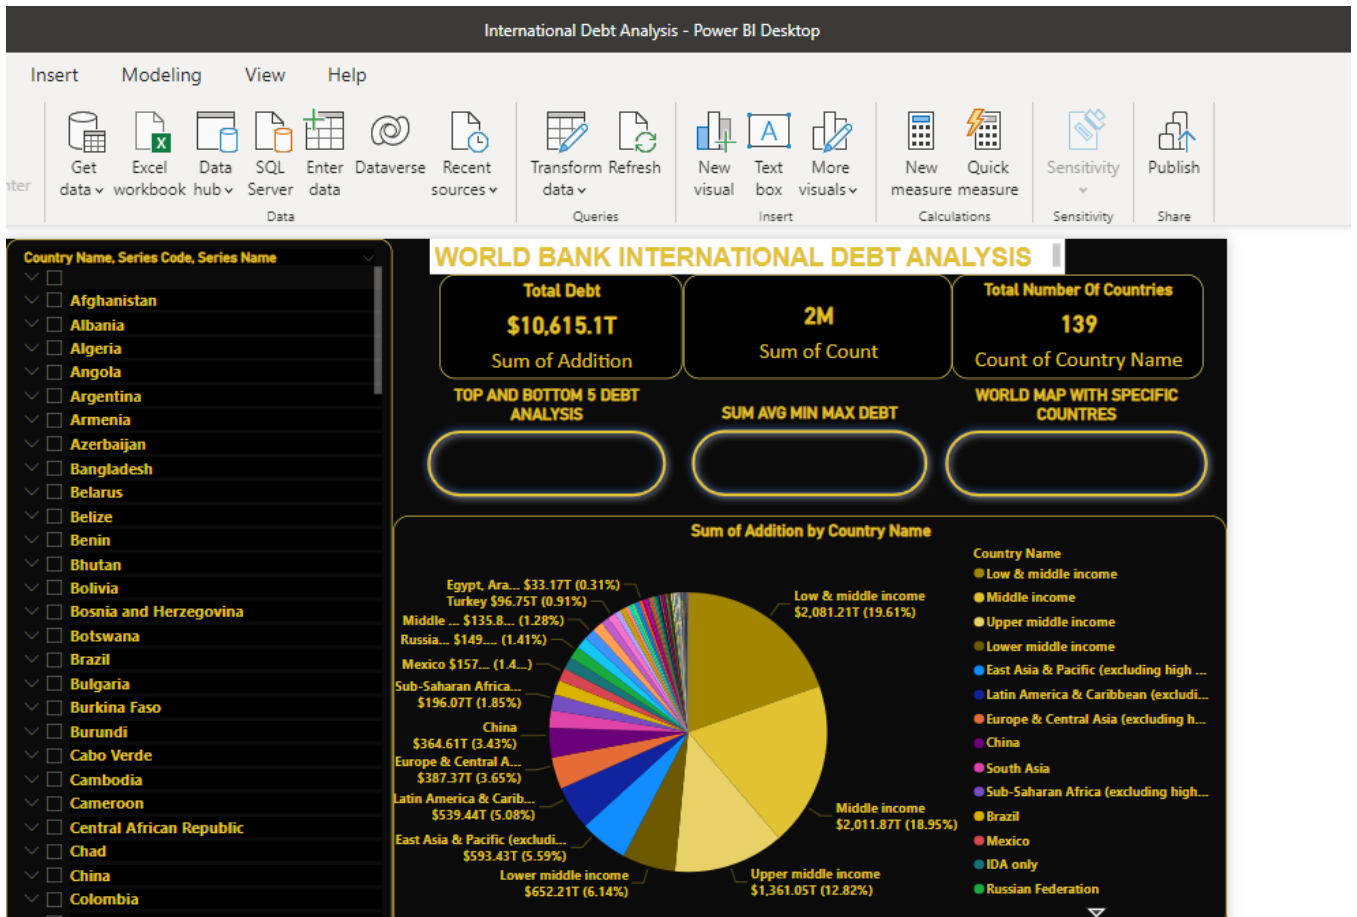 International Debt Analysis - Power BI Desktop
Insert Modeling View Help
Get data
Excel workbook
Data hub
SQL Server
Enter data
Dataverse
Recent sources
Transform data
Refresh
New visual
Text box
More visuals
New measure
Quick measure
Sensitivity
Publish
Data
Queries
Insert
Calculations
Sensitivity
Share
Country Name, Series Code, Series Name
Afghanistan
Albania
Algeria
Angola
Argentina
Armenia
Azerbaijan
Bangladesh
Belarus
Belize
Benin
Bhutan
Bolivia
Bosnia and Herzegovina
Botswana
Brazil
Bulgaria
Burkina Faso
Burundi
Cabo Verde
Cambodia
Cameroon
Central African Republic
Chad
China
Colombia
WORLD BANK INTERNATIONAL DEBT ANALYSIS
Total Debt
$10,615.1T
Sum of Addition
2M
Sum of Count
Total Number Of Countries
139
Count of Country Name
TOP AND BOTTOM 5 DEBT
ANALYSIS
SUM AVG MIN MAX DEBT
WORLD MAP WITH SPECIFIC
COUNTRES
Sum of Addition by Country Name
Egypt, Ara... $33.17T (0.31%)
Turkey $96.75T (0.91%)
Middle ... $135.8... (1.28%)
Russia... $149.... (1.41%)
Mexico $157.... (1.4...)
Sub-Saharan Africa...
$196.07T (1.85%)
China
$364.61T (3.43%)
Europe & Central A...
$387.37T (3.65%)
Latin America & Carib...
$539.44T (5.08%)
East Asia & Pacific (excludi...
$593.43T (5.59%)
Lower middle income
$652.21T (6.14%)
Upper middle income
$1,361.05T (12.82%)
Middle income
$2,011.87T (18.95%)
Low & middle income
$2,081.21T (19.61%)
Country Name
Low & middle income
Middle income
Upper middle income
Lower middle income
East Asia & Pacific (excluding high ...
Latin America & Caribbean (excludi...
Europe & Central Asia (excluding h...
China
South Asia
Sub-Saharan Africa (excluding high...
Brazil
Mexico
IDA only
Russian Federation